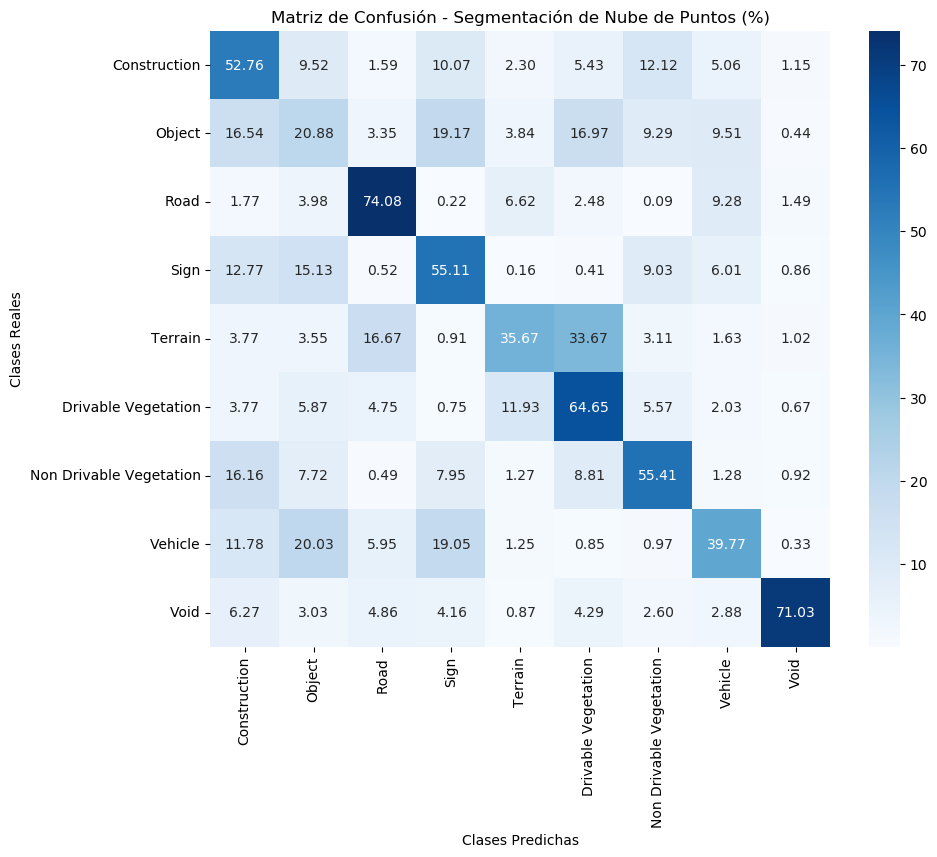 Matriz de Confusión - Segmentación de Nube de Puntos (%)
Construction 52.76 9.52 1.59 10.07 2.30 5.43 12.12 5.06 1.15
Object 16.54 20.88 3.35 19.17 3.84 16.97 9.29 9.51 0.44
Road 1.77 3.98 74.08 0.22 6.62 2.48 0.09 9.28 1.49
Sign 12.77 15.13 0.52 55.11 0.16 0.41 9.03 6.01 0.86
Terrain 3.77 3.55 16.67 0.91 35.67 33.67 3.11 1.63 1.02
Drivable Vegetation 3.77 5.87 4.75 0.75 11.93 64.65 5.57 2.03 0.67
Non Drivable Vegetation 16.16 7.72 0.49 7.95 1.27 8.81 55.41 1.28 0.92
Vehicle 11.78 20.03 5.95 19.05 1.25 0.85 0.97 39.77 0.33
Void 6.27 3.03 4.86 4.16 0.87 4.29 2.60 2.88 71.03
Clases Reales
Construction
Object
Road
Sign
Terrain
Drivable Vegetation
Non Drivable Vegetation
Vehicle
Void
Clases Predichas
70
60
50
40
30
20
10